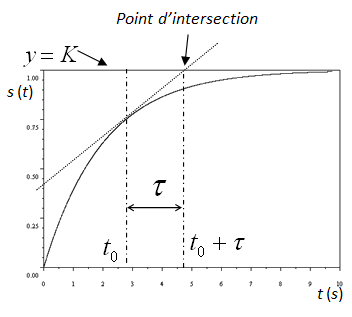 Point d’intersection
y = K
s (t)
1.00
0.75
0.50
0.25
0.00
τ
t₀
t₀ + τ
0 1 2 3 4 5 6 7 8 9 10
t (s)